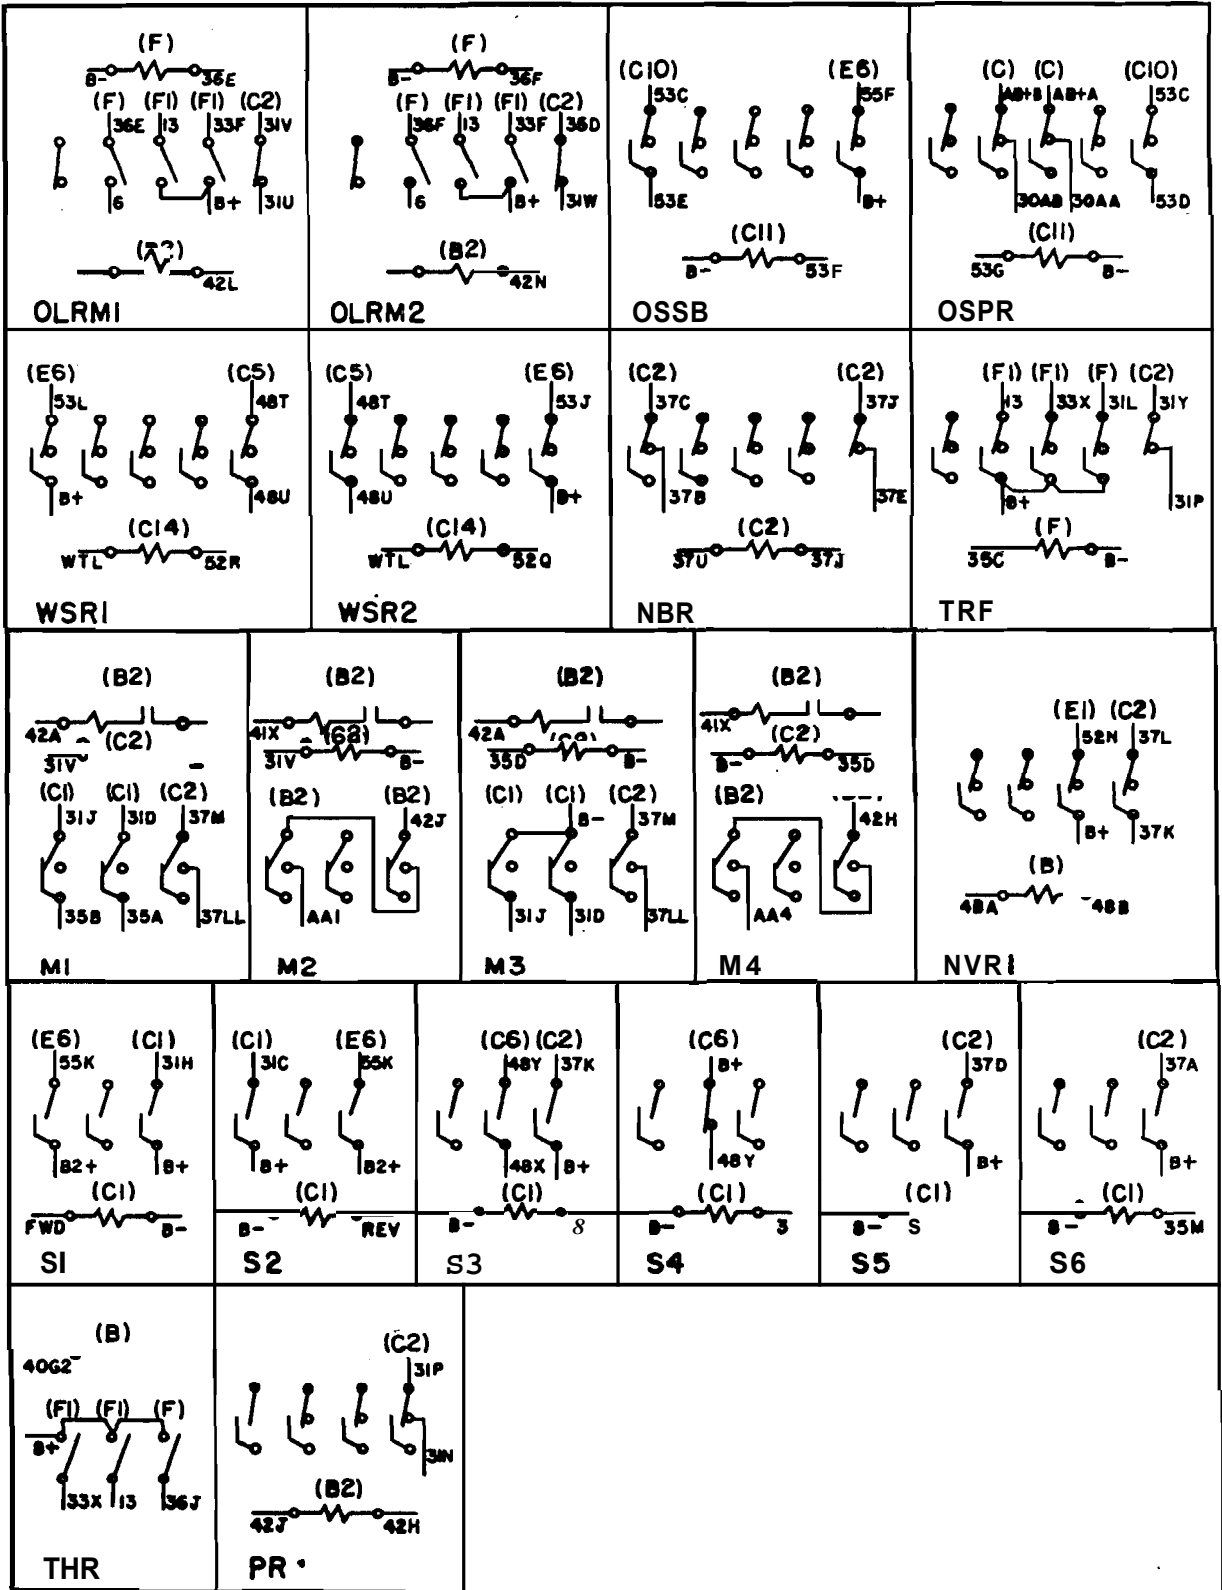 (F)
B- 36E
(F) (F1) (F1) (C2)
36E 13 33F 31V
6 B+ 31U
42L
OLRM1
(F)
B- 36F
(F) (F1) (F1) (C2)
36F 13 33F 36D
6 B+ 31W
(B2)
42N
OLRM2
(C10) (E6)
53C 55F
53E B+
(C11)
B- 53F
OSSB
(C) (C) (C10)
AB+B AB+A 53C
30AB 30AA 53D
(C11)
53G B-
OSPR
(E6) (C5)
53L 48T
B+ 48U
(C14)
WTL 52R
WSR1
(C5) (E6)
48T 53J
48U B+
(C14)
WTL 52Q
WSR2
(C2) (C2)
37C 37J
37B 37E
(C2)
37U 37J
NBR
(F1) (F1) (F) (C2)
13 33X 31L 31Y
B+ 31P
(F)
35C B-
TRF
(B2)
42A (C2)
31V
(C1) (C1) (C2)
31J 31D 37M
35B 35A 37LL
M1
(B2)
41X
31V B-
(B2) (B2)
42J
AA1
M2
(B2)
42A
35D B-
(C1) (C1) (C2)
B- 37M
31J 31D 37LL
M3
(B2)
41X
(C2)
B- 35D
(B2)
42H
AA4
M4
(E1) (C2)
52N 37L
B+ 37K
(B)
48A 48B
NVR1
(E6) (C1)
55K 31H
B2+ B+
(C1)
FWD B-
S1
(C1) (E6)
31C 55K
B+ B2+
(C1)
B- REV
S2
(C6) (C2)
48Y 37K
48X B+
(C1)
B- 8
S3
(C6)
B+
48Y
(C1)
B- 3
S4
(C2)
37D
B+
(C1)
B- S
S5
(C2)
37A
B+
(C1)
B- 35M
S6
(B)
40G2
(F1) (F1) (F)
B+
33X 13 36J
THR
(C2)
31P
31N
(B2)
42J 42H
PR